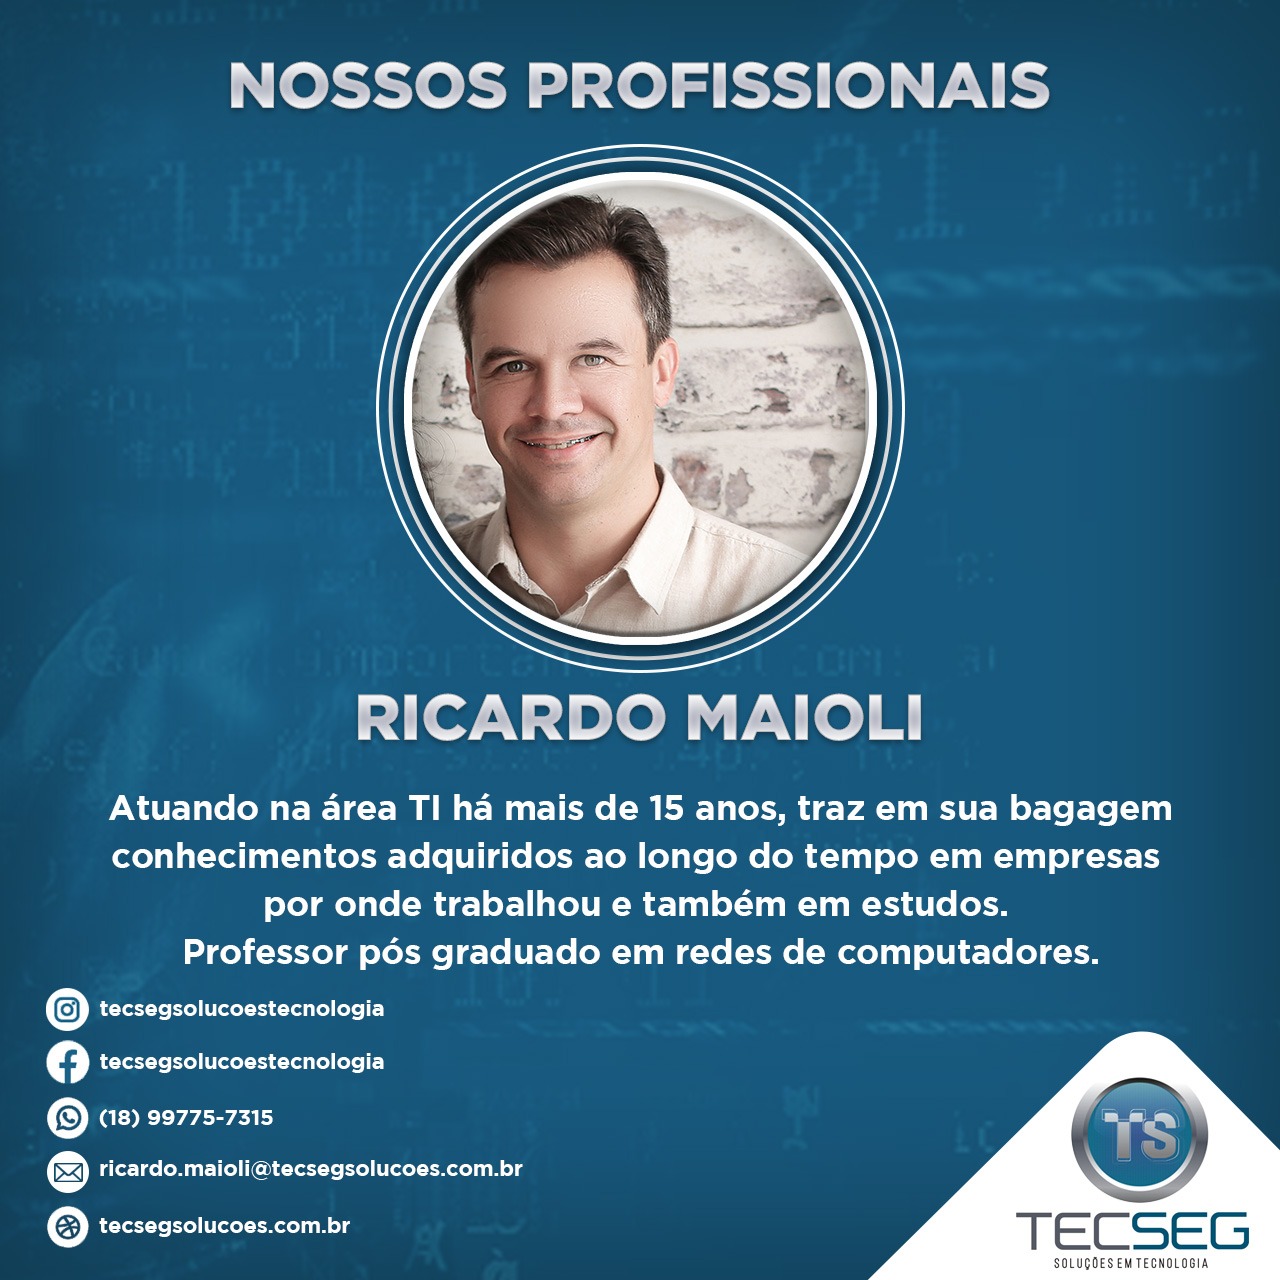 NOSSOS PROFISSIONAIS
RICARDO MAIOLI
Atuando na área TI há mais de 15 anos, traz em sua bagagem
conhecimentos adquiridos ao longo do tempo em empresas
por onde trabalhou e também em estudos.
Professor pós graduado em redes de computadores.
tecsegsolucoestecnologia
tecsegsolucoestecnologia
(18) 99775-7315
ricardo.maioli@tecsegsolucoes.com.br
tecsegsolucoes.com.br
TS
TECSEG
SOLUÇÕES EM TECNOLOGIA